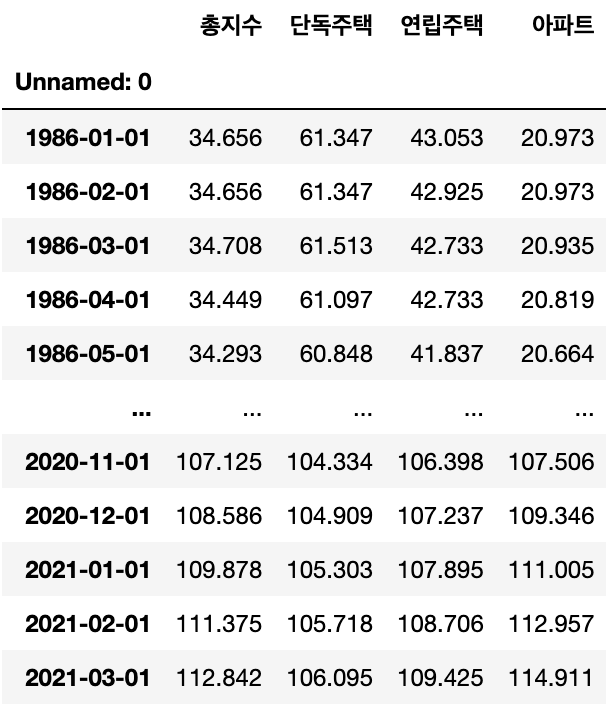 총지수 단독주택 연립주택 아파트
Unnamed: 0
1986-01-01 34.656 61.347 43.053 20.973
1986-02-01 34.656 61.347 42.925 20.973
1986-03-01 34.708 61.513 42.733 20.935
1986-04-01 34.449 61.097 42.733 20.819
1986-05-01 34.293 60.848 41.837 20.664
... ... ... ... ...
2020-11-01 107.125 104.334 106.398 107.506
2020-12-01 108.586 104.909 107.237 109.346
2021-01-01 109.878 105.303 107.895 111.005
2021-02-01 111.375 105.718 108.706 112.957
2021-03-01 112.842 106.095 109.425 114.911